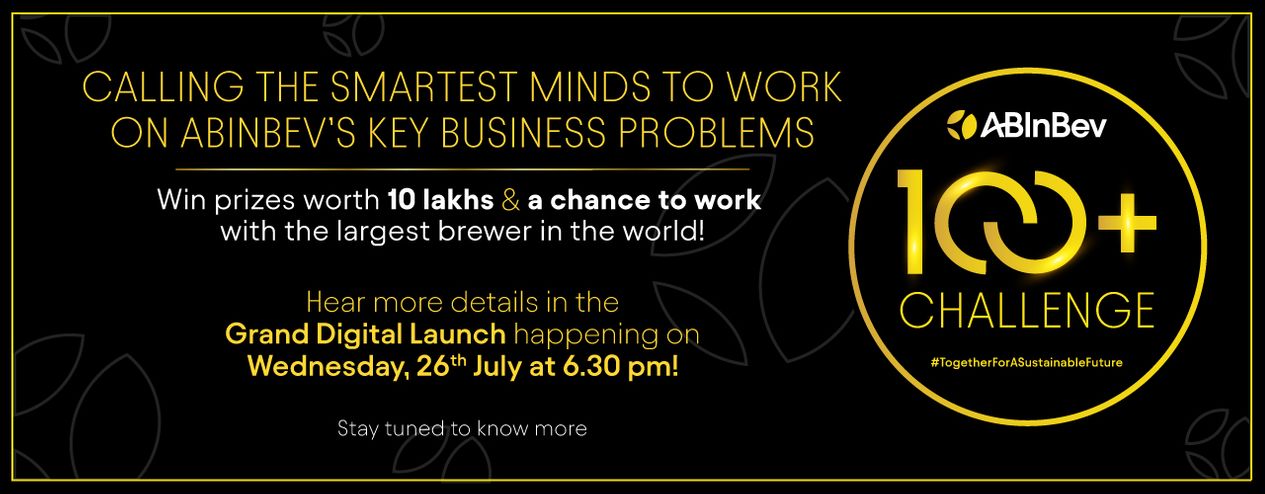 CALLING THE SMARTEST MINDS TO WORK
ON ABINBEV'S KEY BUSINESS PROBLEMS
Win prizes worth 10 lakhs & a chance to work
with the largest brewer in the world!
Hear more details in the
Grand Digital Launch happening on
Wednesday, 26th July at 6.30 pm!
Stay tuned to know more
ABInBev
100+
CHALLENGE
#TogetherForASustainableFuture